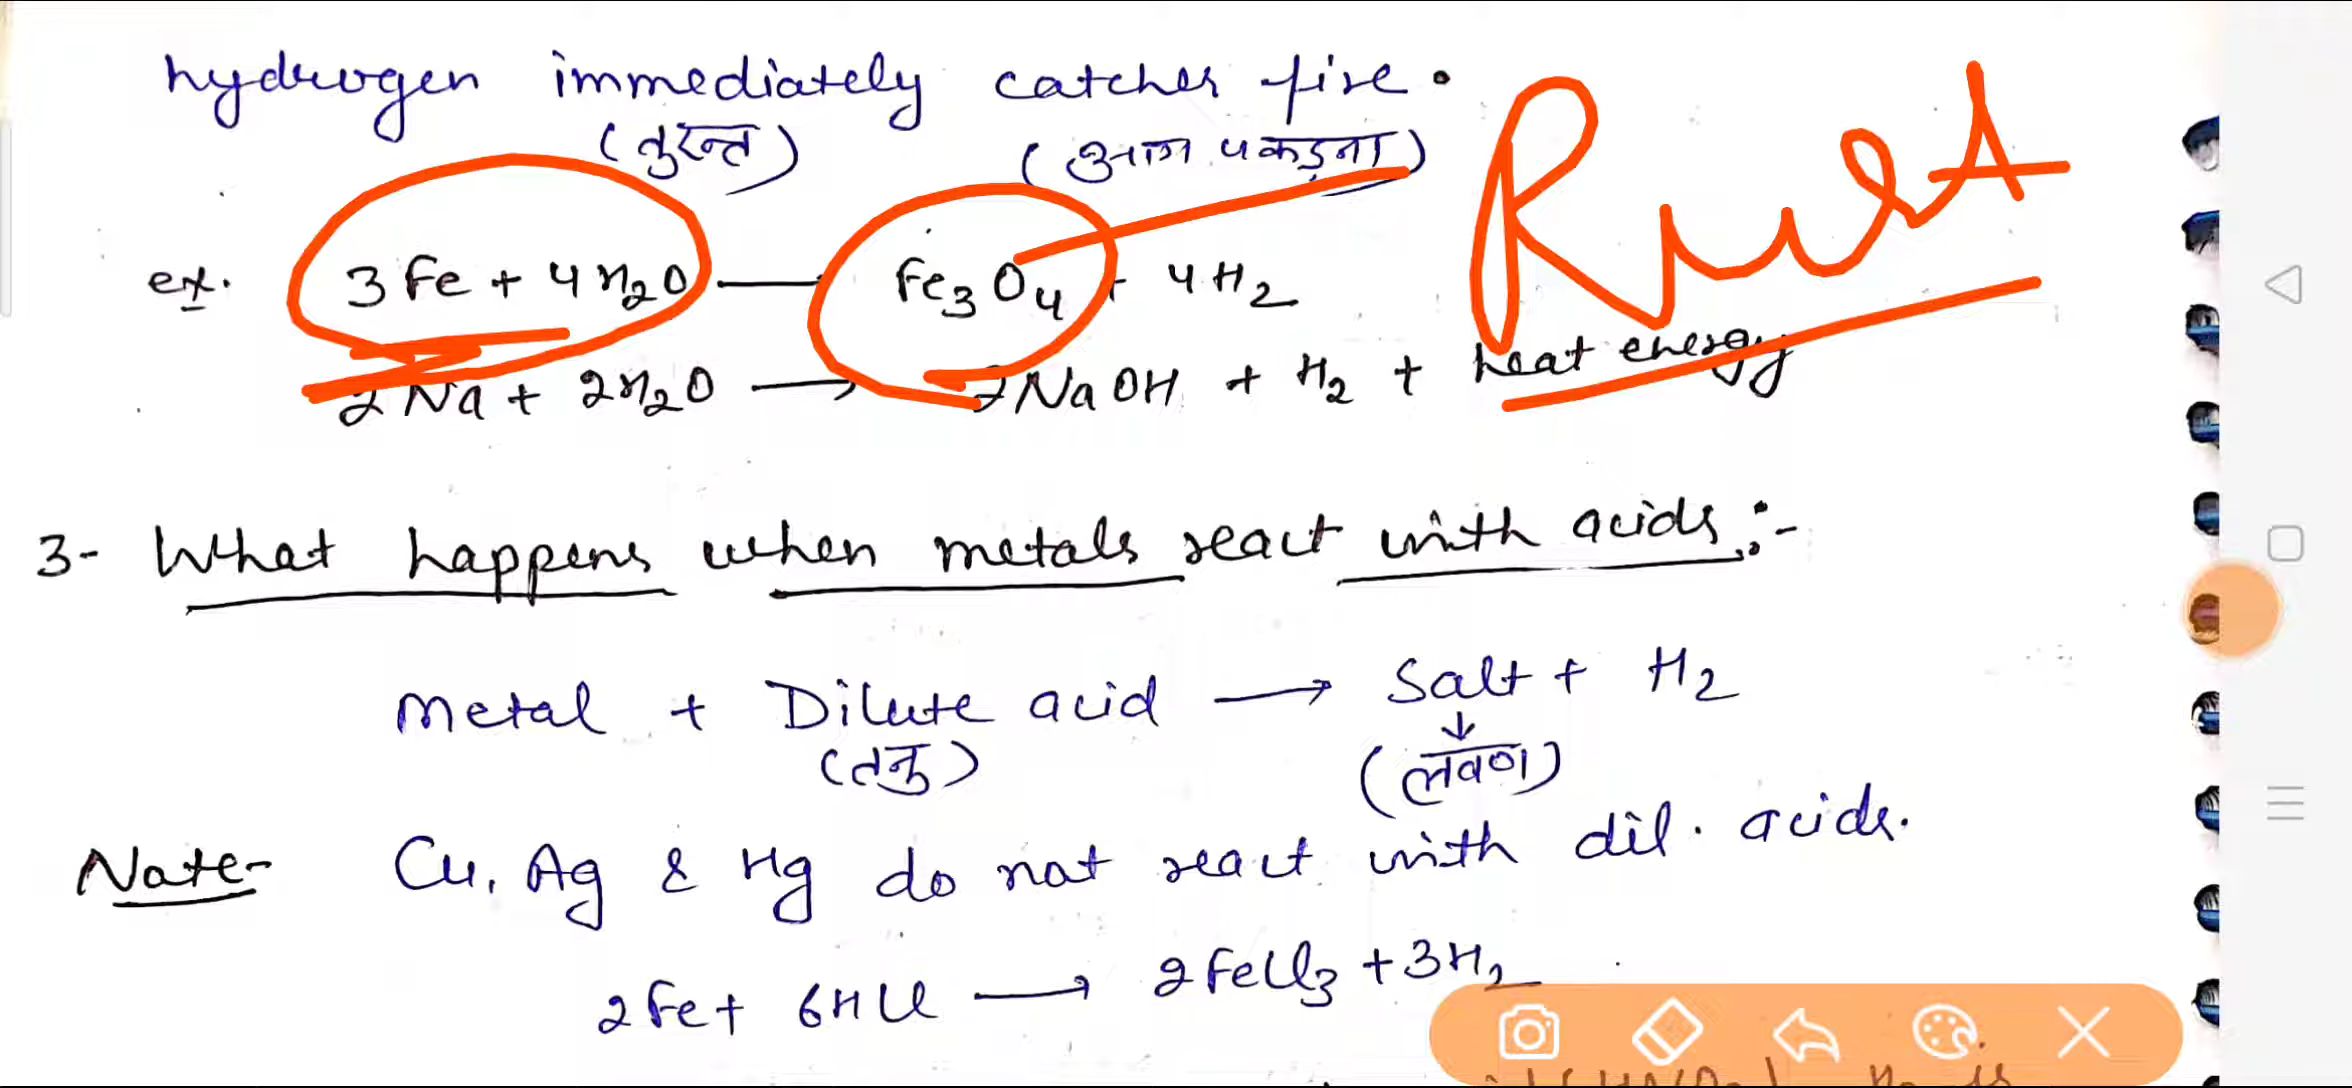 hydrogen immediately catches fire.
(तुरन्त) (आग पकड़ना)
Rust
ex. 3Fe + 4H2O → Fe3O4 + 4H2
2Na + 2H2O → 2NaOH + H2 + heat energy
3- What happens when metals react with acids :-
Metal + Dilute acid → Salt + H2
(तनु) ↓ (लवण)
Note- Cu, Ag & Hg do not react with dil. acids.
2Fe + 6HCl → 2FeCl3 + 3H2